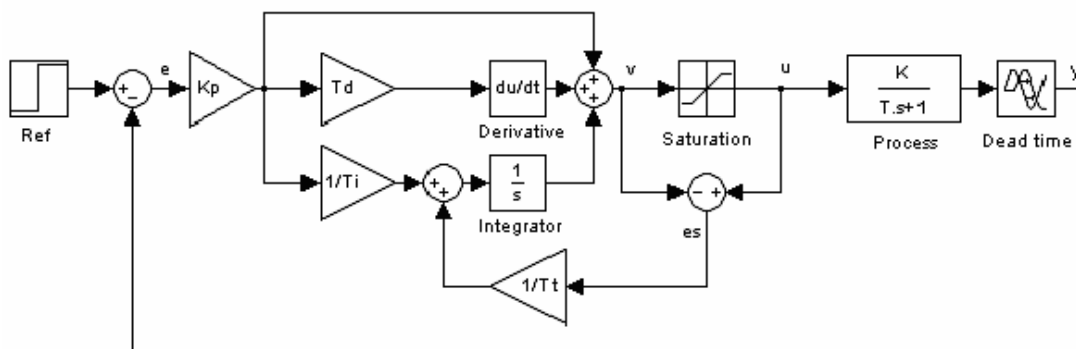 e
v
u
y
Ref
+
−
Kp
Td
du/dt
Derivative
+
+
+
Saturation
K
T.s+1
Process
Dead time
1/Ti
+
+
1
s
Integrator
− +
es
1/Tt